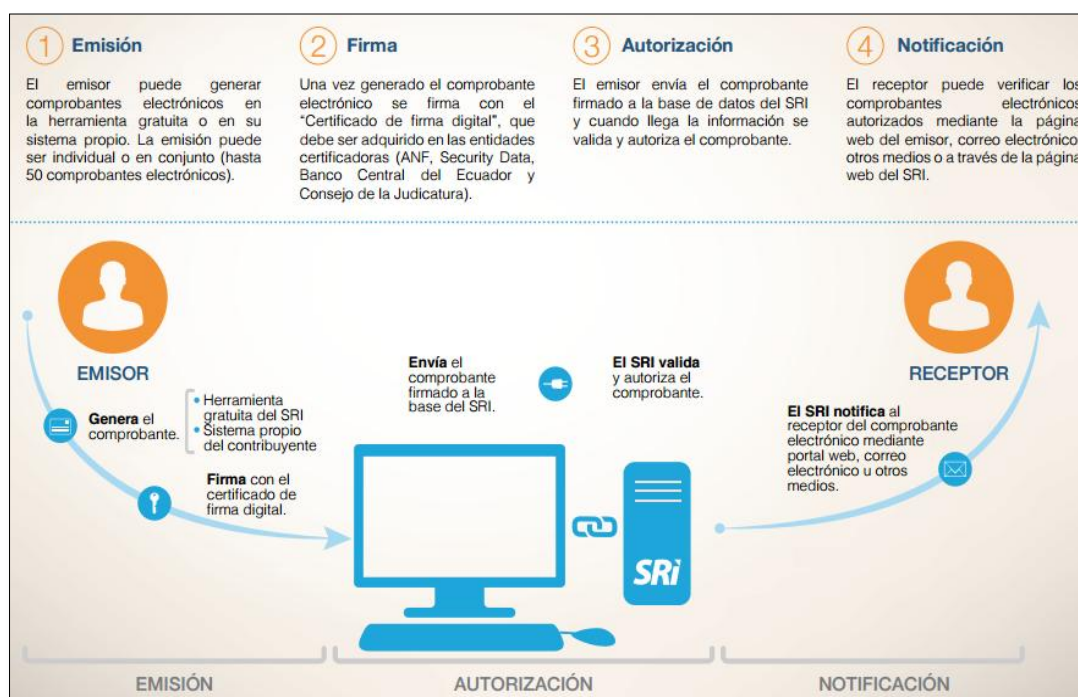 1 Emisión
El emisor puede generar
comprobantes electrónicos en
la herramienta gratuita o en su
sistema propio. La emisión puede
ser individual o en conjunto (hasta
50 comprobantes electrónicos).
2 Firma
Una vez generado el comprobante
electrónico se firma con el
“Certificado de firma digital”, que
debe ser adquirido en las entidades
certificadoras (ANF, Security Data,
Banco Central del Ecuador y
Consejo de la Judicatura).
3 Autorización
El emisor envía el comprobante
firmado a la base de datos del SRI
y cuando llega la información se
valida y autoriza el comprobante.
4 Notificación
El receptor puede verificar los
comprobantes electrónicos
autorizados mediante la página
web del emisor, correo electrónico,
otros medios o a través de la página
web del SRI.
EMISOR
Genera el
comprobante.
• Herramienta
gratuita del SRI
• Sistema propio
del contribuyente
Firma con el
certificado de
firma digital.
Envía el
comprobante
firmado a la
base del SRI.
El SRI valida
y autoriza el
comprobante.
SRi
RECEPTOR
El SRI notifica al
receptor del comprobante
electrónico mediante
portal web, correo
electrónico u otros
medios.
EMISIÓN
AUTORIZACIÓN
NOTIFICACIÓN